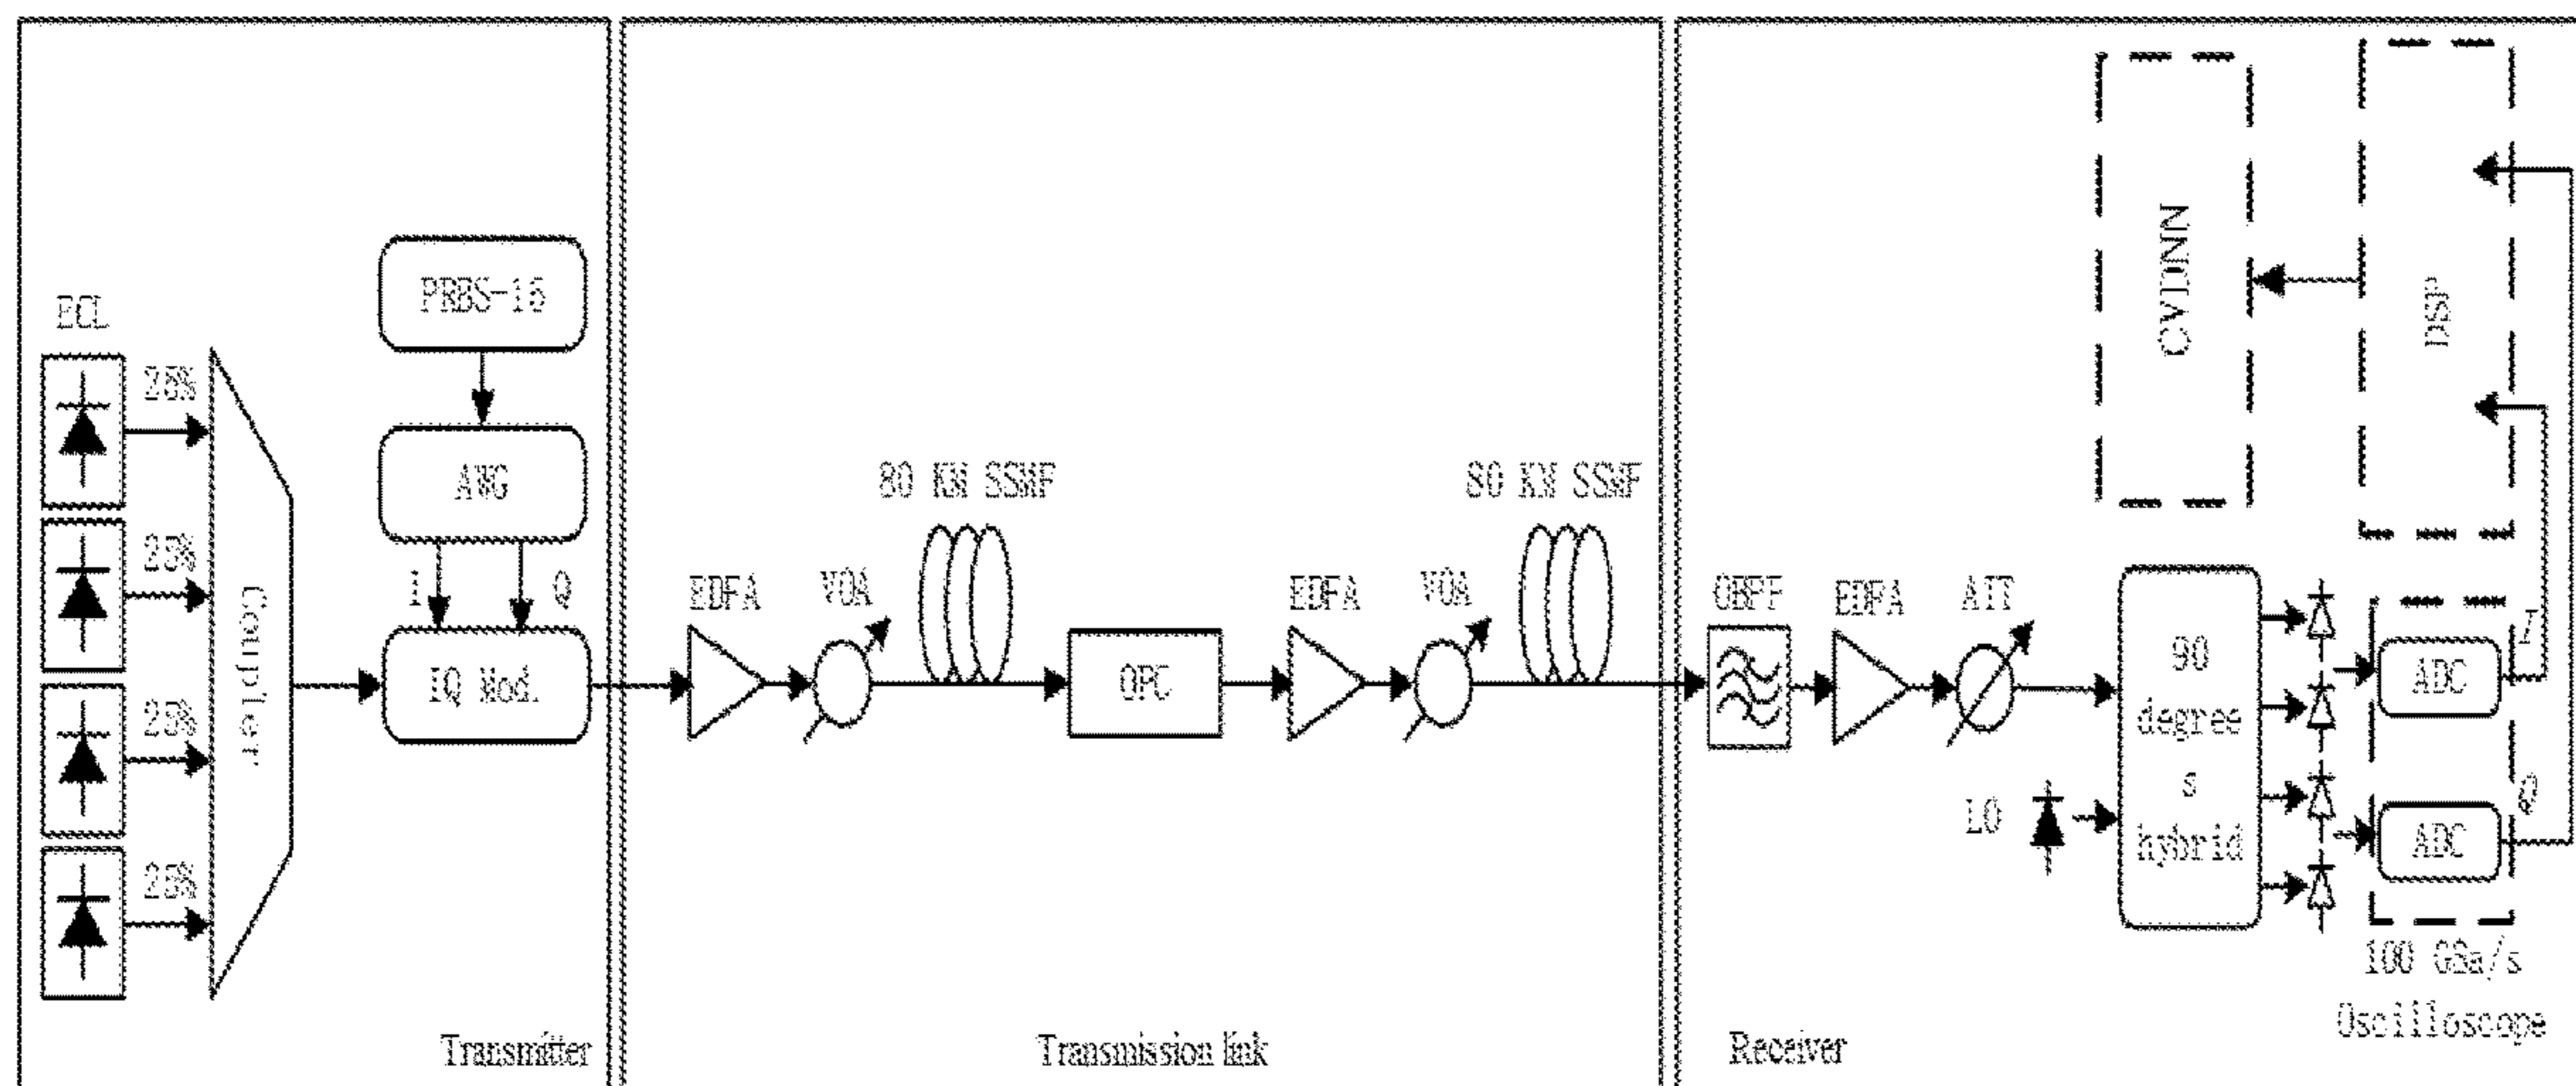 ECL
25%
25%
25%
25%
Coupler
PRBS-16
AWG
I
Q
IQ Mod.
Transmitter
EDFA
VOA
80 KM SSMF
OPC
EDFA
VOA
80 KM SSMF
Transmission link
OBPF
EDFA
ATT
LO
90
degree
s
hybrid
CVDNN
DSP
ADC
I
ADC
Q
100 GSa/s
Oscilloscope
Receiver